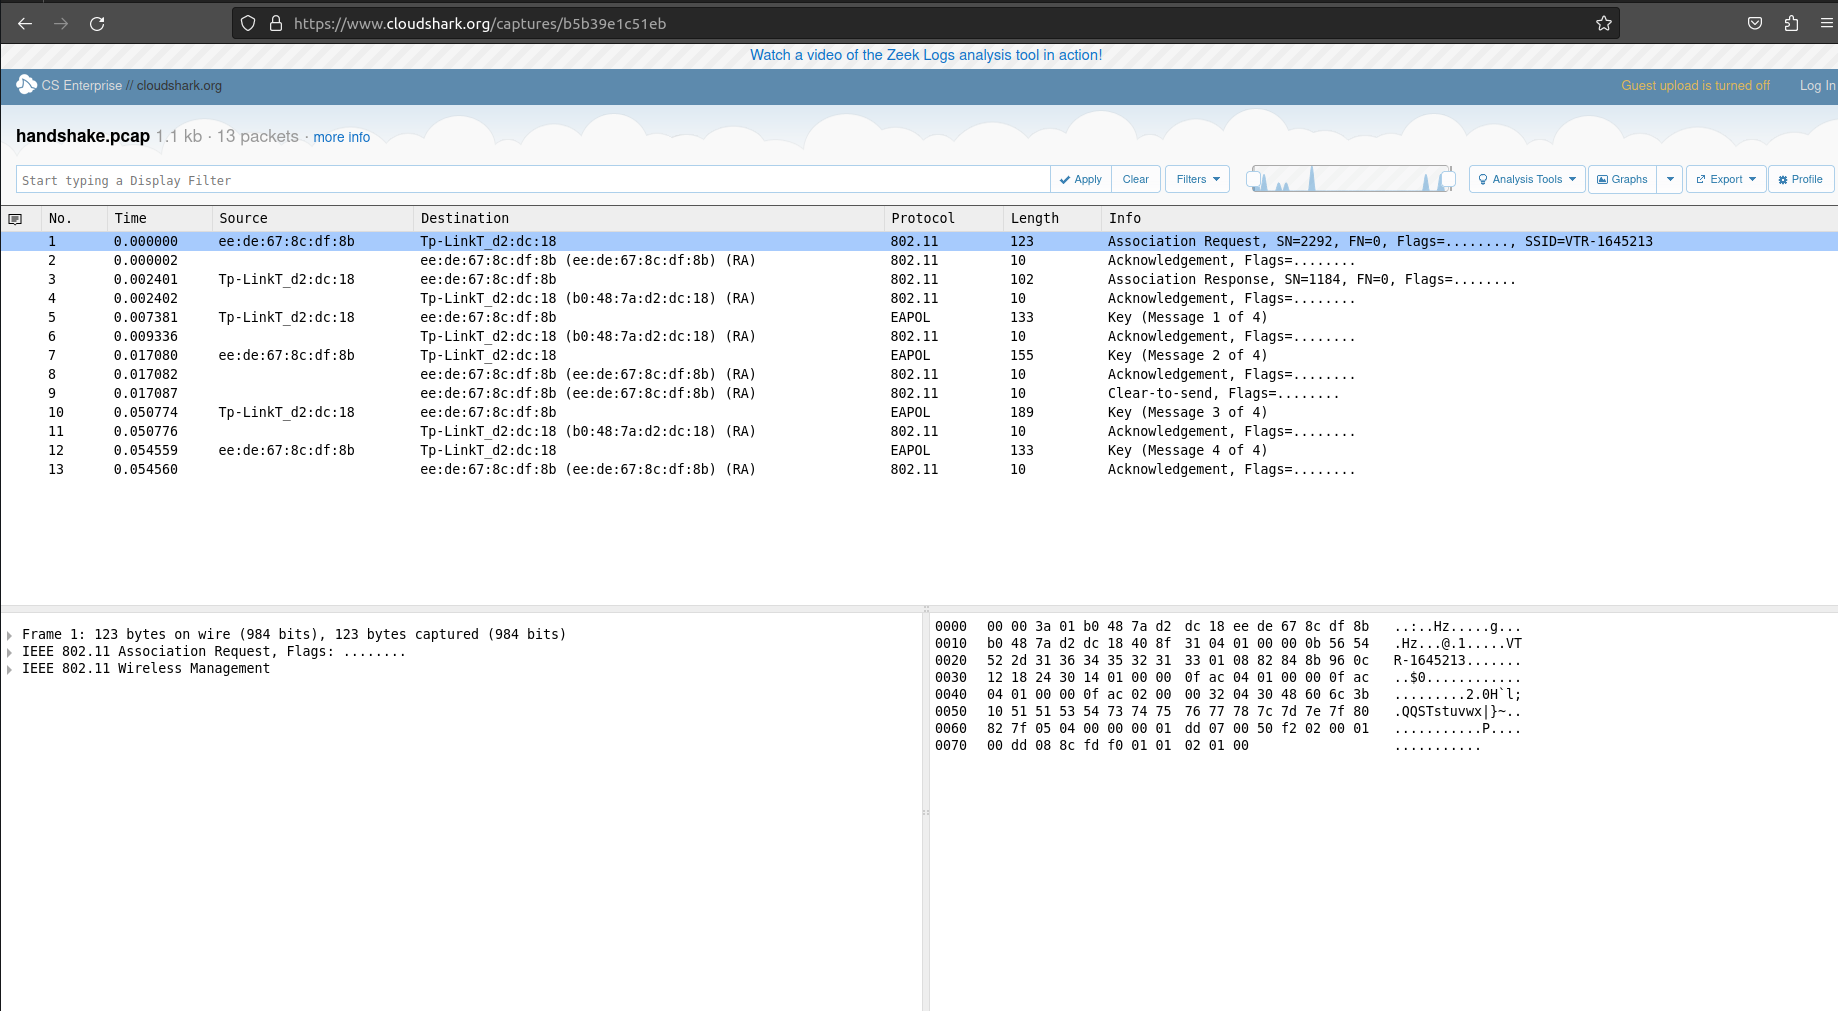 https://www.cloudshark.org/captures/b5b39e1c51eb
Watch a video of the Zeek Logs analysis tool in action!
CS Enterprise // cloudshark.org Guest upload is turned off Log In
handshake.pcap 1.1 kb · 13 packets · more info
Start typing a Display Filter Apply Clear Filters Analysis Tools Graphs Export Profile
No. Time Source Destination Protocol Length Info
1 0.000000 ee:de:67:8c:df:8b Tp-LinkT_d2:dc:18 802.11 123 Association Request, SN=2292, FN=0, Flags=........, SSID=VTR-1645213
2 0.000002 ee:de:67:8c:df:8b (ee:de:67:8c:df:8b) (RA) 802.11 10 Acknowledgement, Flags=........
3 0.002401 Tp-LinkT_d2:dc:18 ee:de:67:8c:df:8b 802.11 102 Association Response, SN=1184, FN=0, Flags=........
4 0.002402 Tp-LinkT_d2:dc:18 (b0:48:7a:d2:dc:18) (RA) 802.11 10 Acknowledgement, Flags=........
5 0.007381 Tp-LinkT_d2:dc:18 ee:de:67:8c:df:8b EAPOL 133 Key (Message 1 of 4)
6 0.009336 Tp-LinkT_d2:dc:18 (b0:48:7a:d2:dc:18) (RA) 802.11 10 Acknowledgement, Flags=........
7 0.017080 ee:de:67:8c:df:8b Tp-LinkT_d2:dc:18 EAPOL 155 Key (Message 2 of 4)
8 0.017082 ee:de:67:8c:df:8b (ee:de:67:8c:df:8b) (RA) 802.11 10 Acknowledgement, Flags=........
9 0.017087 ee:de:67:8c:df:8b (ee:de:67:8c:df:8b) (RA) 802.11 10 Clear-to-send, Flags=........
10 0.050774 Tp-LinkT_d2:dc:18 ee:de:67:8c:df:8b EAPOL 189 Key (Message 3 of 4)
11 0.050776 Tp-LinkT_d2:dc:18 (b0:48:7a:d2:dc:18) (RA) 802.11 10 Acknowledgement, Flags=........
12 0.054559 ee:de:67:8c:df:8b Tp-LinkT_d2:dc:18 EAPOL 133 Key (Message 4 of 4)
13 0.054560 ee:de:67:8c:df:8b (ee:de:67:8c:df:8b) (RA) 802.11 10 Acknowledgement, Flags=........
Frame 1: 123 bytes on wire (984 bits), 123 bytes captured (984 bits)
IEEE 802.11 Association Request, Flags: ........
IEEE 802.11 Wireless Management
0000 00 00 3a 01 b0 48 7a d2 dc 18 ee de 67 8c df 8b ..:..Hz.....g...
0010 b0 48 7a d2 dc 18 40 8f 31 04 01 00 00 0b 56 54 .Hz...@.1.....VT
0020 52 2d 31 36 34 35 32 31 33 01 08 82 84 8b 96 0c R-1645213.......
0030 12 18 24 30 14 01 00 00 0f ac 04 01 00 00 0f ac ..$0............
0040 04 01 00 00 0f ac 02 00 00 32 04 30 48 60 6c 3b .........2.0H`l;
0050 10 51 51 53 54 73 74 75 76 77 78 7c 7d 7e 7f 80 .QQSTstuvwx|}~..
0060 82 7f 05 04 00 00 00 01 dd 07 00 50 f2 02 00 01 ...........P....
0070 00 dd 08 8c fd f0 01 01 02 01 00 ...........